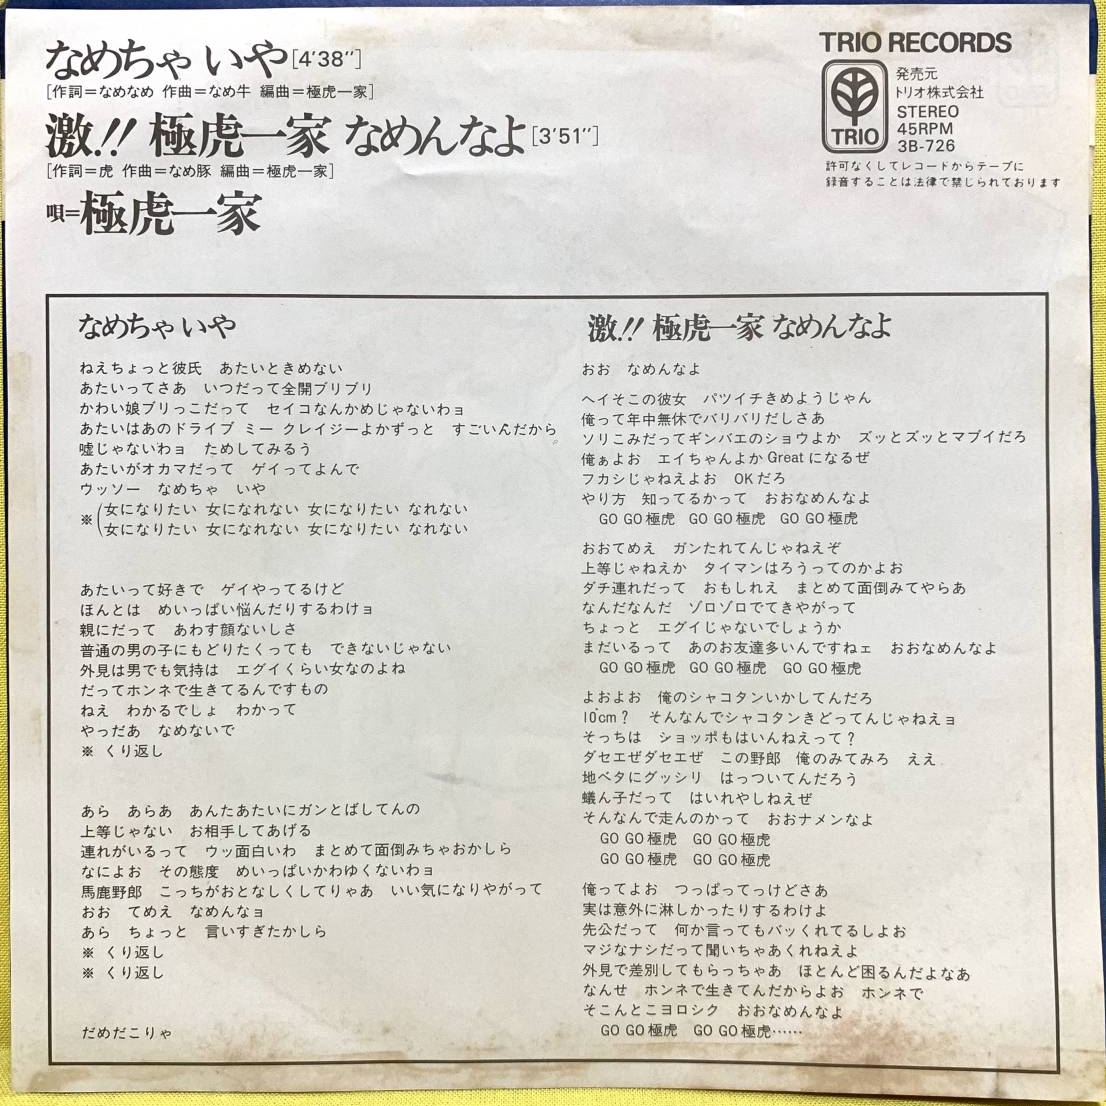 なめちゃ いや[4'38"]
[作詞=なめなめ 作曲=なめ牛 編曲=極虎一家]
激!! 極虎一家 なめんなよ[3'51"]
[作詞=虎 作曲=なめ豚 編曲=極虎一家]
唄=極虎一家
TRIO RECORDS
TRIO
発売元
トリオ株式会社
STEREO
45RPM
3B-726
許可なくしてレコードからテープに
録音することは法律で禁じられております
なめちゃ いや
ねえちょっと彼氏 あたいときめない
あたいってさあ いつだって全開ブリブリ
かわい娘ブリっこだって セイコなんかめじゃないわョ
あたいはあのドライブ ミー クレイジーよかずっと すごいんだから
嘘じゃないわョ ためしてみるう
あたいがオカマだって ゲイってよんで
ウッソー なめちゃ いや
※(女になりたい 女になれない 女になりたい なれない
女になりたい 女になれない 女になりたい なれない
あたいって好きで ゲイやってるけど
ほんとは めいっぱい悩んだりするわけョ
親にだって あわす顔ないしさ
普通の男の子にもどりたくっても できないじゃない
外見は男でも気持は エグイくらい女なのよね
だってホンネで生きてるんですもの
ねえ わかるでしょ わかって
やっだあ なめないで
※ くり返し
あら あらあ あんたあたいにガンとばしてんの
上等じゃない お相手してあげる
連れがいるって ウッ面白いわ まとめて面倒みちゃおかしら
なによお その態度 めいっぱいかわゆくないわョ
馬鹿野郎 こっちがおとなしくしてりゃあ いい気になりやがって
おお てめえ なめんなョ
あら ちょっと 言いすぎたかしら
※ くり返し
※ くり返し
だめだこりゃ
激!! 極虎一家 なめんなよ
おお なめんなよ
ヘイそこの彼女 パツイチきめようじゃん
俺って年中無休でバリバリだしさあ
ソリこみだってギンバエのショウよか ズッとズッとマブイだろ
俺ぁよお エイちゃんよかGreatになるぜ
フカシじゃねえよお OKだろ
やり方 知ってるかって おおなめんなよ
GO GO極虎 GO GO極虎 GO GO極虎
おおてめえ ガンたれてんじゃねえぞ
上等じゃねえか タイマンはろうってのかよお
ダチ連れだって おもしれえ まとめて面倒みてやらあ
なんだなんだ ゾロゾロでてきやがって
ちょっと エグイじゃないでしょうか
まだいるって あのお友達多いんですねェ おおなめんなよ
GO GO極虎 GO GO極虎 GO GO極虎
よおよお 俺のシャコタンいかしてんだろ
10cm? そんなんでシャコタンきどってんじゃねえョ
そっちは ショッポもはいんねえって?
ダセエぜダセエぜ この野郎 俺のみてみろ ええ
地ベタにグッシリ はっついてんだろう
蟻ん子だって はいれやしねえぜ
そんなんで走んのかって おおナメンなよ
GO GO極虎 GO GO極虎
GO GO極虎 GO GO極虎
俺ってよお つっぱってっけどさあ
実は意外に淋しかったりするわけよ
先公だって 何か言ってもバックれてるしよお
マジなナシだって聞いちゃあくれねえよ
外見で差別してもらっちゃあ ほとんど困るんだよなあ
なんせ ホンネで生きてんだからよお ホンネで
そこんとこヨロシク おおなめんなよ
GO GO極虎 GO GO極虎……